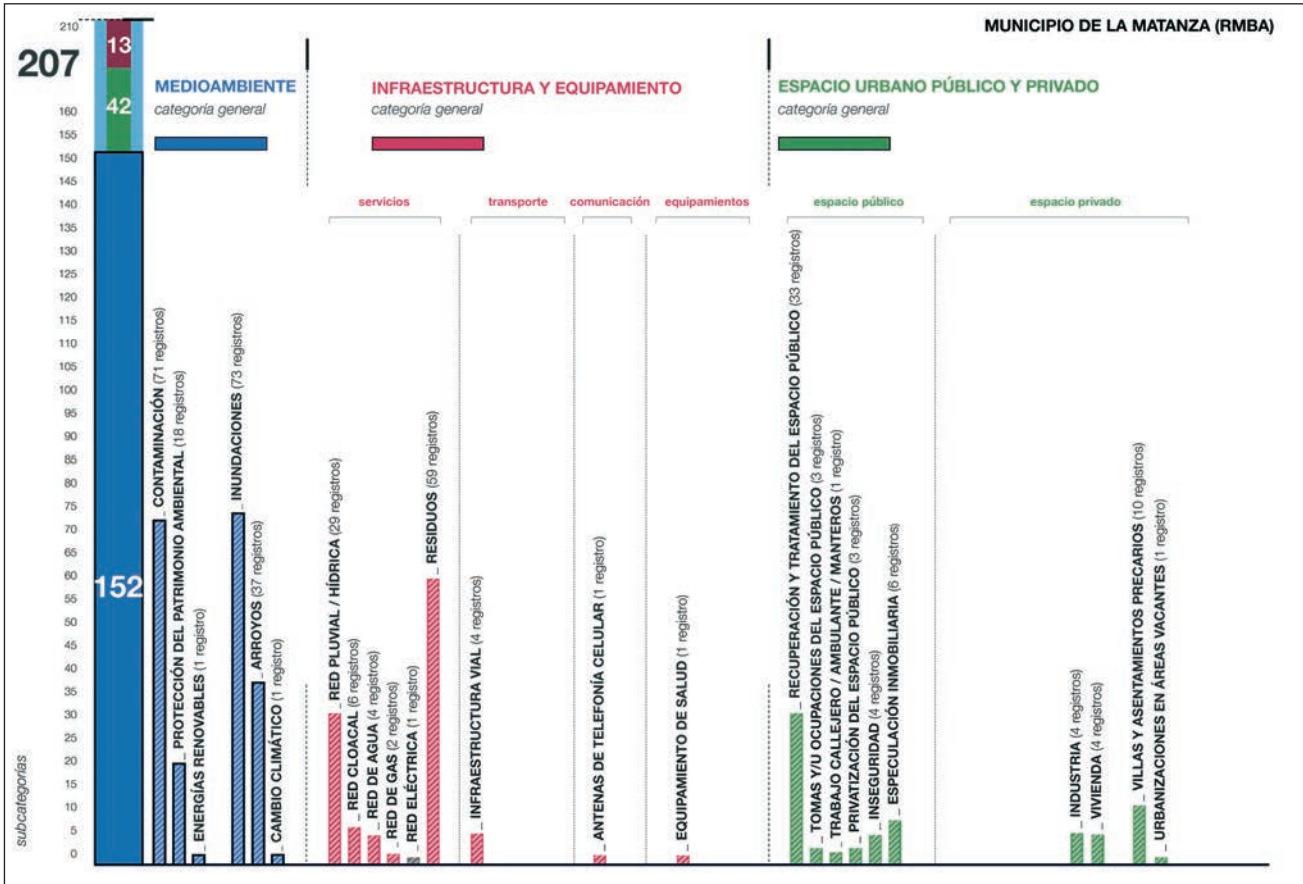 MUNICIPIO DE LA MATANZA (RMBA)
207
13
42
152
210
160
155
150
145
140
135
130
125
120
115
110
105
100
95
90
85
80
75
70
65
60
55
50
45
40
35
30
25
20
15
10
5
0
subcategorías
MEDIOAMBIENTE
categoría general
_ CONTAMINACIÓN (71 registros)
_ PROTECCIÓN DEL PATRIMONIO AMBIENTAL (18 registros)
_ ENERGÍAS RENOVABLES (1 registro)
_ INUNDACIONES (73 registros)
_ ARROYOS (37 registros)
_ CAMBIO CLIMÁTICO (1 registro)
INFRAESTRUCTURA Y EQUIPAMIENTO
categoría general
servicios
_ RED PLUVIAL / HÍDRICA (29 registros)
_ RED CLOACAL (6 registros)
_ RED DE AGUA (4 registros)
_ RED DE GAS (2 registros)
_ RED ELÉCTRICA (1 registro)
_ RESIDUOS (59 registros)
transporte
_ INFRAESTRUCTURA VIAL (4 registros)
comunicación
_ ANTENAS DE TELEFONÍA CELULAR (1 registro)
equipamientos
_ EQUIPAMIENTO DE SALUD (1 registro)
ESPACIO URBANO PÚBLICO Y PRIVADO
categoría general
espacio público
_ RECUPERACIÓN Y TRATAMIENTO DEL ESPACIO PÚBLICO (33 registros)
_ TOMAS Y/U OCUPACIONES DEL ESPACIO PÚBLICO (3 registros)
_ TRABAJO CALLEJERO / AMBULANTE / MANTEROS (1 registro)
_ PRIVATIZACIÓN DEL ESPACIO PÚBLICO (3 registros)
_ INSEGURIDAD (4 registros)
_ ESPECULACIÓN INMOBILIARIA (6 registros)
espacio privado
_ INDUSTRIA (4 registros)
_ VIVIENDA (4 registros)
_ VILLAS Y ASENTAMIENTOS PRECARIOS (10 registros)
_ URBANIZACIONES EN ÁREAS VACANTES (1 registro)